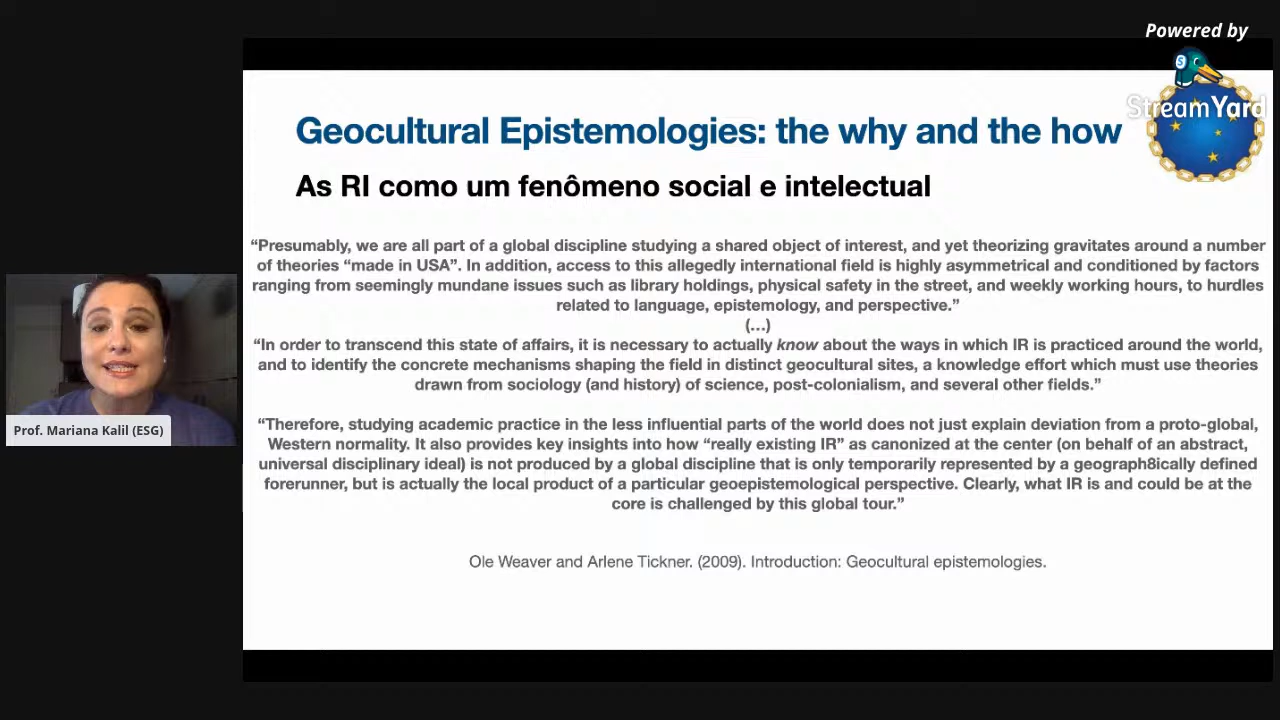 Powered by
StreamYard
Geocultural Epistemologies: the why and the how
As RI como um fenômeno social e intelectual
“Presumably, we are all part of a global discipline studying a shared object of interest, and yet theorizing gravitates around a number
of theories “made in USA”. In addition, access to this allegedly international field is highly asymmetrical and conditioned by factors
ranging from seemingly mundane issues such as library holdings, physical safety in the street, and weekly working hours, to hurdles
related to language, epistemology, and perspective.”
(...)
“In order to transcend this state of affairs, it is necessary to actually know about the ways in which IR is practiced around the world,
and to identify the concrete mechanisms shaping the field in distinct geocultural sites, a knowledge effort which must use theories
drawn from sociology (and history) of science, post-colonialism, and several other fields.”
“Therefore, studying academic practice in the less influential parts of the world does not just explain deviation from a proto-global,
Western normality. It also provides key insights into how “really existing IR” as canonized at the center (on behalf of an abstract,
universal disciplinary ideal) is not produced by a global discipline that is only temporarily represented by a geograph8ically defined
forerunner, but is actually the local product of a particular geoepistemological perspective. Clearly, what IR is and could be at the
core is challenged by this global tour.”
Ole Weaver and Arlene Tickner. (2009). Introduction: Geocultural epistemologies.
Prof. Mariana Kalil (ESG)